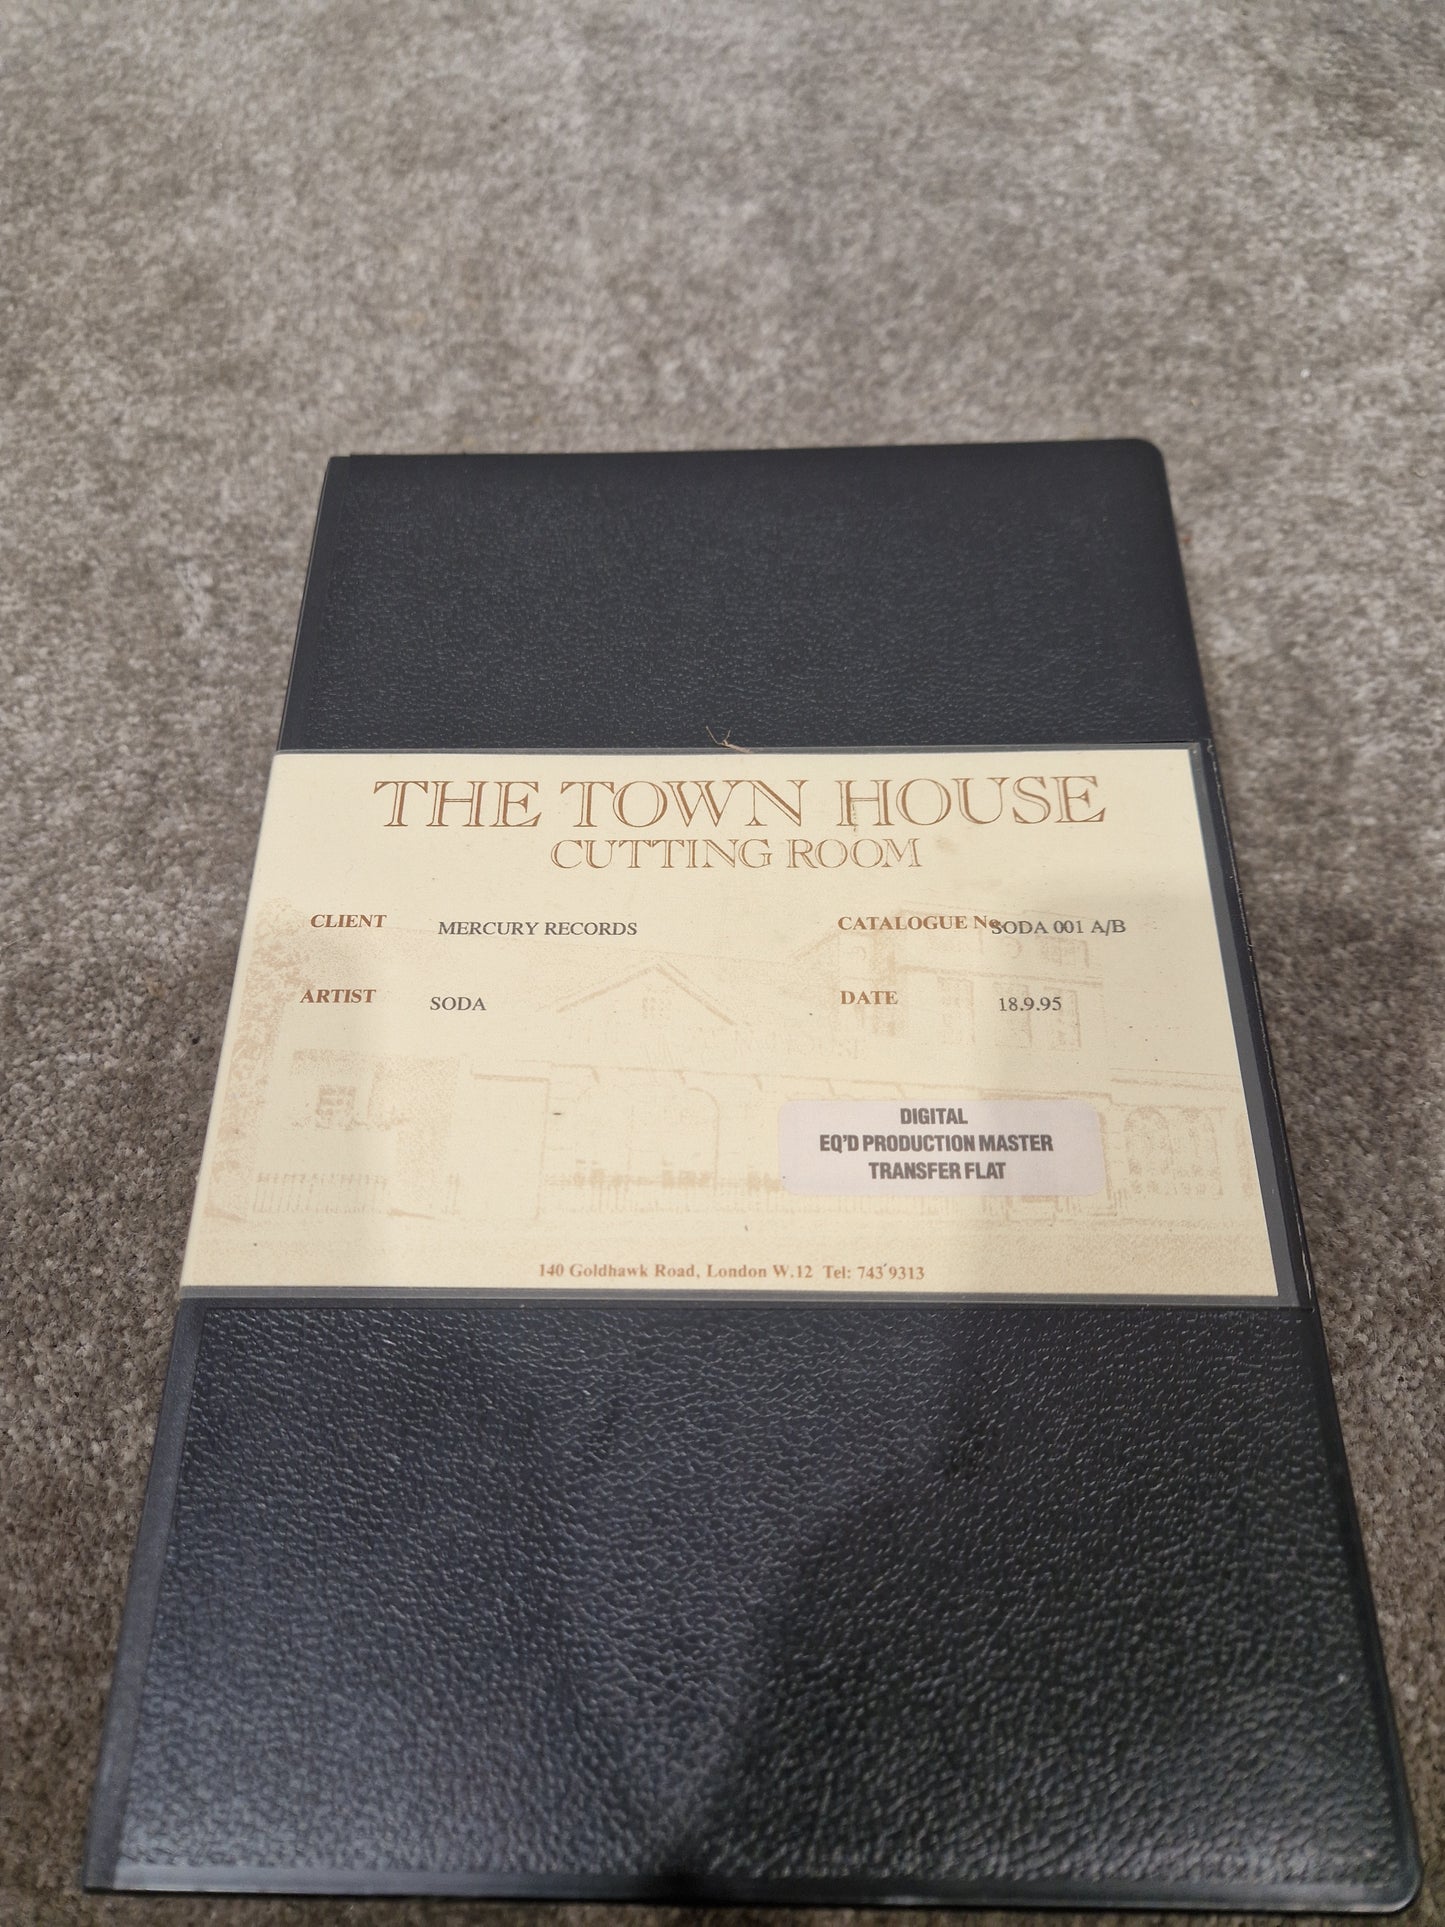 THE TOWN HOUSE
CUTTING ROOM
CLIENT MERCURY RECORDS CATALOGUE No. SODA 001 A/B
ARTIST SODA DATE 18.9.95
DIGITAL
EQ'D PRODUCTION MASTER
TRANSFER FLAT
140 Goldhawk Road, London W.12 Tel: 743 9313